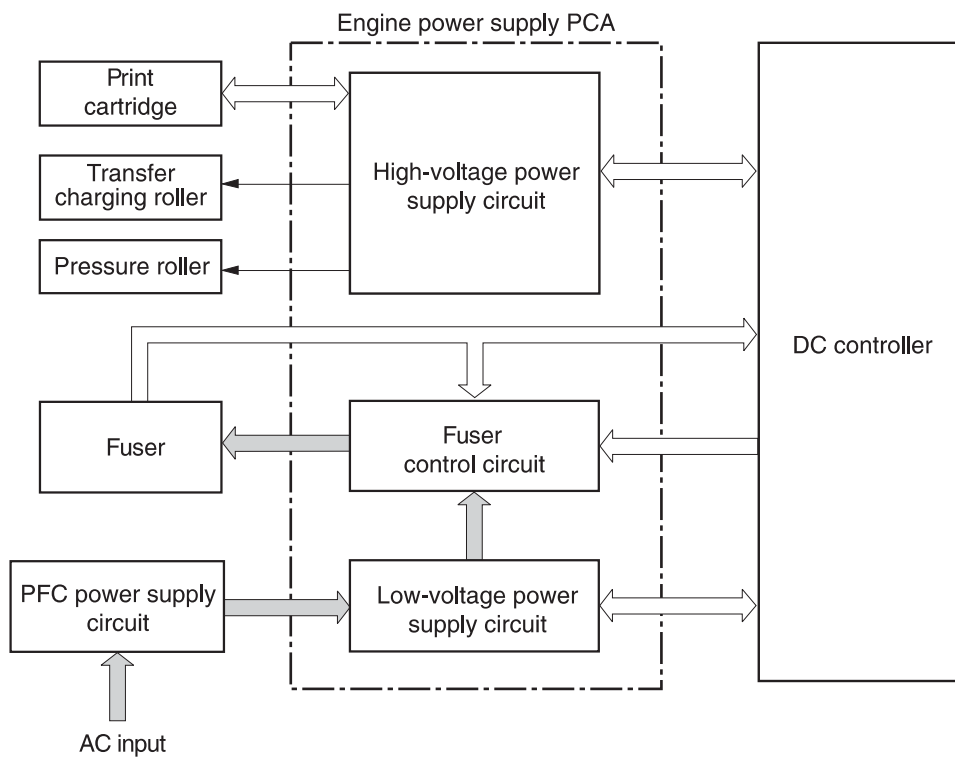 Engine power supply PCA
Print
cartridge
Transfer
charging roller
Pressure roller
High-voltage power
supply circuit
DC controller
Fuser
Fuser
control circuit
PFC power supply
circuit
Low-voltage power
supply circuit
AC input